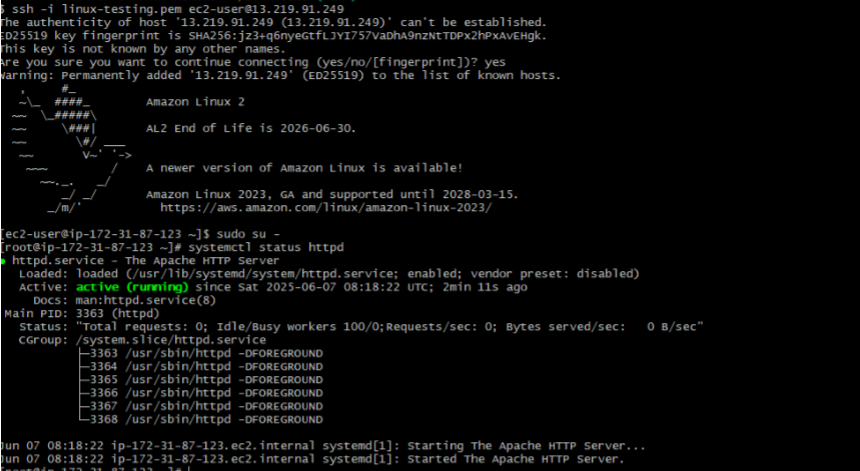 $ ssh -i linux-testing.pem ec2-user@13.219.91.249
The authenticity of host '13.219.91.249 (13.219.91.249)' can't be established.
ED25519 key fingerprint is SHA256:jz3+q6nyeGtfLJYI757VaDhA9nzNtTDPx2hPxAvEHgk.
This key is not known by any other names.
Are you sure you want to continue connecting (yes/no/[fingerprint])? yes
Warning: Permanently added '13.219.91.249' (ED25519) to the list of known hosts.
   ,     #_
   ~\_  ####_        Amazon Linux 2
  ~~  \_#####\
  ~~     \###|       AL2 End of Life is 2026-06-30.
  ~~       \#/ ___
   ~~       V~' '->
    ~~~         /    A newer version of Amazon Linux is available!
      ~~._.   _/
         _/ _/       Amazon Linux 2023, GA and supported until 2028-03-15.
       _/m/'           https://aws.amazon.com/linux/amazon-linux-2023/
[ec2-user@ip-172-31-87-123 ~]$ sudo su -
[root@ip-172-31-87-123 ~]# systemctl status httpd
● httpd.service - The Apache HTTP Server
   Loaded: loaded (/usr/lib/systemd/system/httpd.service; enabled; vendor preset: disabled)
   Active: active (running) since Sat 2025-06-07 08:18:22 UTC; 2min 11s ago
     Docs: man:httpd.service(8)
 Main PID: 3363 (httpd)
   Status: "Total requests: 0; Idle/Busy workers 100/0;Requests/sec: 0; Bytes served/sec:   0 B/sec"
   CGroup: /system.slice/httpd.service
           ├─3363 /usr/sbin/httpd -DFOREGROUND
           ├─3364 /usr/sbin/httpd -DFOREGROUND
           ├─3365 /usr/sbin/httpd -DFOREGROUND
           ├─3366 /usr/sbin/httpd -DFOREGROUND
           ├─3367 /usr/sbin/httpd -DFOREGROUND
           └─3368 /usr/sbin/httpd -DFOREGROUND
Jun 07 08:18:22 ip-172-31-87-123.ec2.internal systemd[1]: Starting The Apache HTTP Server...
Jun 07 08:18:22 ip-172-31-87-123.ec2.internal systemd[1]: Started The Apache HTTP Server.
[root@ip-172-31-87-123 ~]#